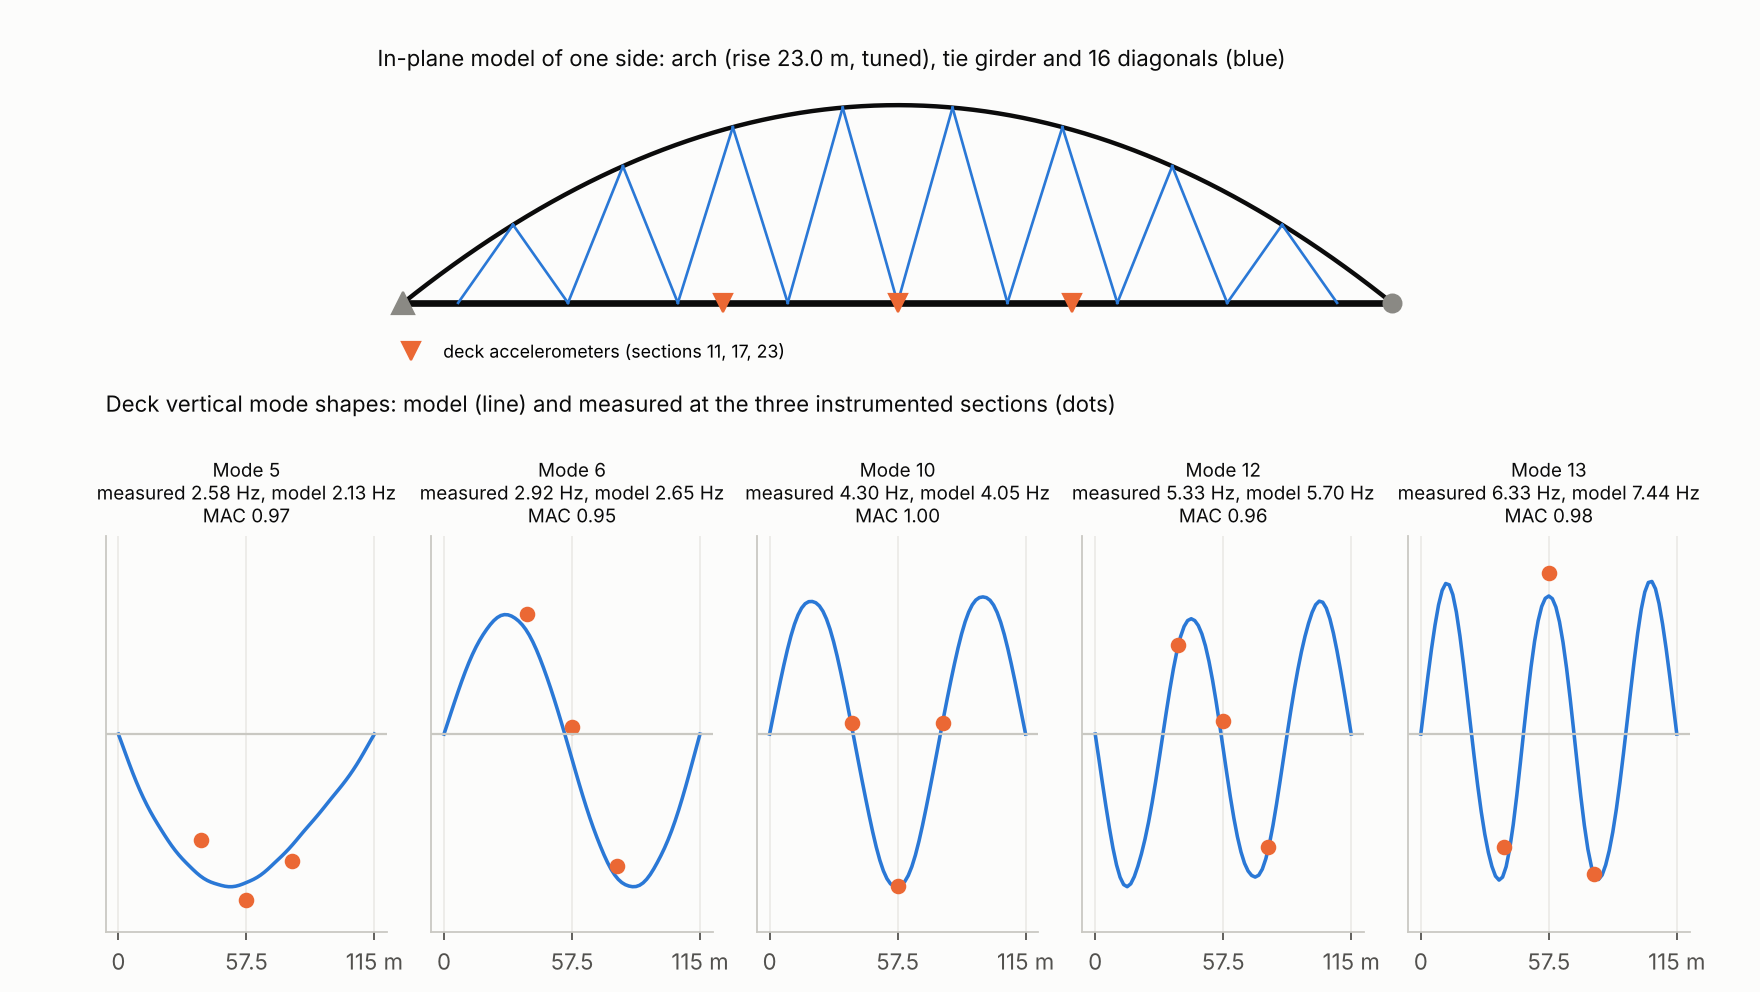 In-plane model of one side: arch (rise 23.0 m, tuned), tie girder and 16 diagonals (blue)
deck accelerometers (sections 11, 17, 23)
Deck vertical mode shapes: model (line) and measured at the three instrumented sections (dots)
Mode 5
measured 2.58 Hz, model 2.13 Hz
MAC 0.97
0 57.5 115 m
Mode 6
measured 2.92 Hz, model 2.65 Hz
MAC 0.95
0 57.5 115 m
Mode 10
measured 4.30 Hz, model 4.05 Hz
MAC 1.00
0 57.5 115 m
Mode 12
measured 5.33 Hz, model 5.70 Hz
MAC 0.96
0 57.5 115 m
Mode 13
measured 6.33 Hz, model 7.44 Hz
MAC 0.98
0 57.5 115 m